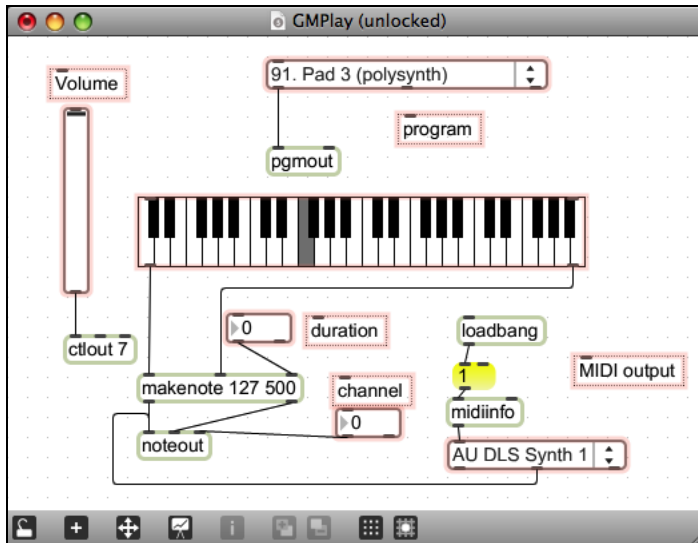 GMPlay (unlocked)
Volume
91. Pad 3 (polysynth)
program
pgmout
0
duration
loadbang
ctlout 7
1
MIDI output
makenote 127 500
channel
midiinfo
0
noteout
AU DLS Synth 1